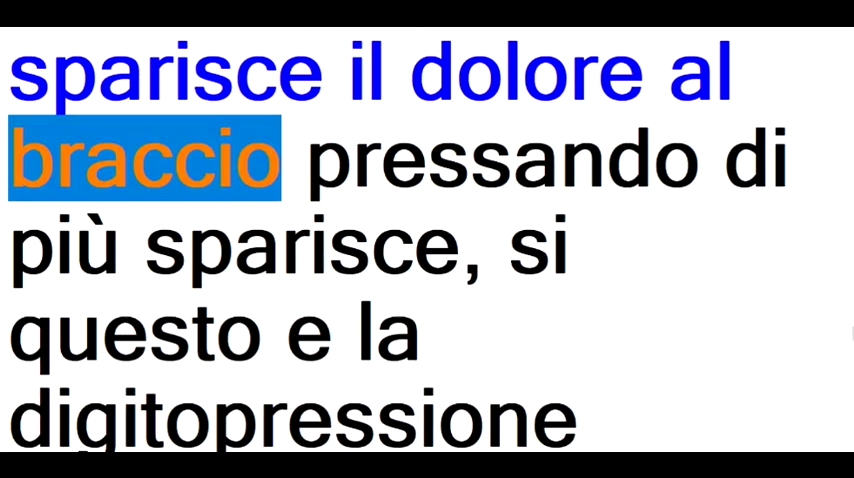 sparisce il dolore al
braccio pressando di
più sparisce, si
questo e la
digitopressione